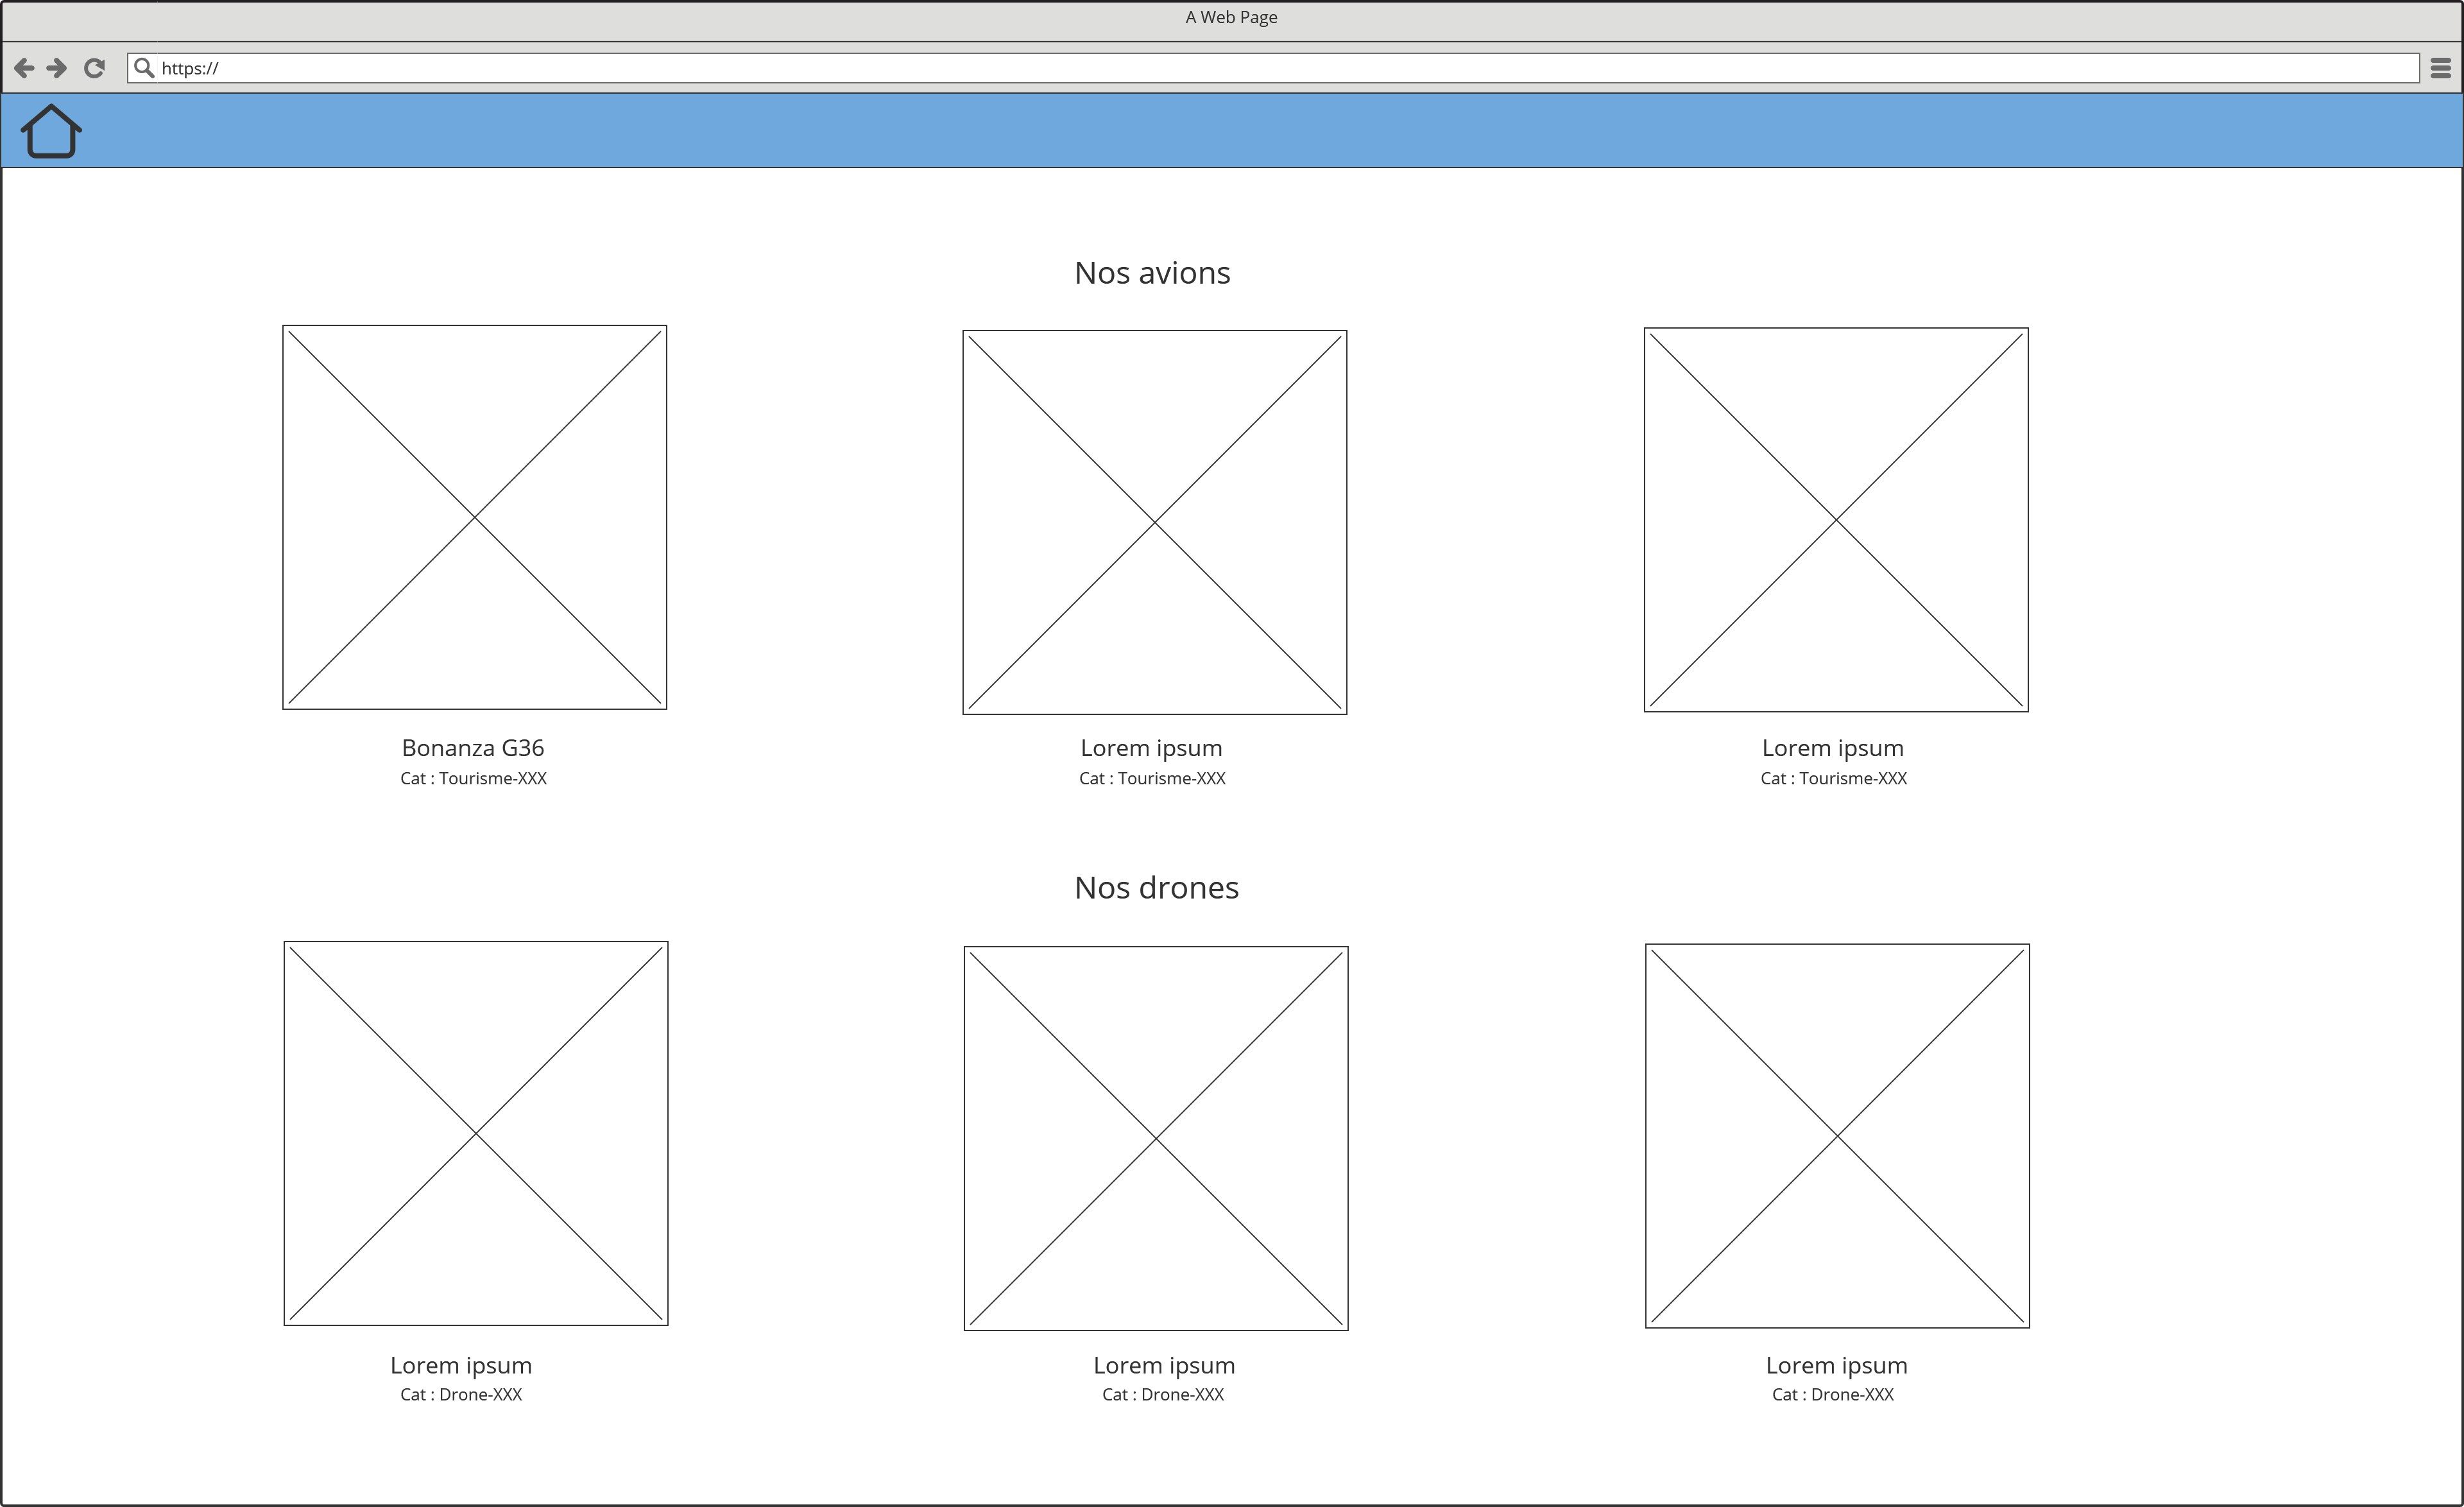 A Web Page
https://
Nos avions
Bonanza G36
Cat : Tourisme-XXX
Lorem ipsum
Cat : Tourisme-XXX
Lorem ipsum
Cat : Tourisme-XXX
Nos drones
Lorem ipsum
Cat : Drone-XXX
Lorem ipsum
Cat : Drone-XXX
Lorem ipsum
Cat : Drone-XXX